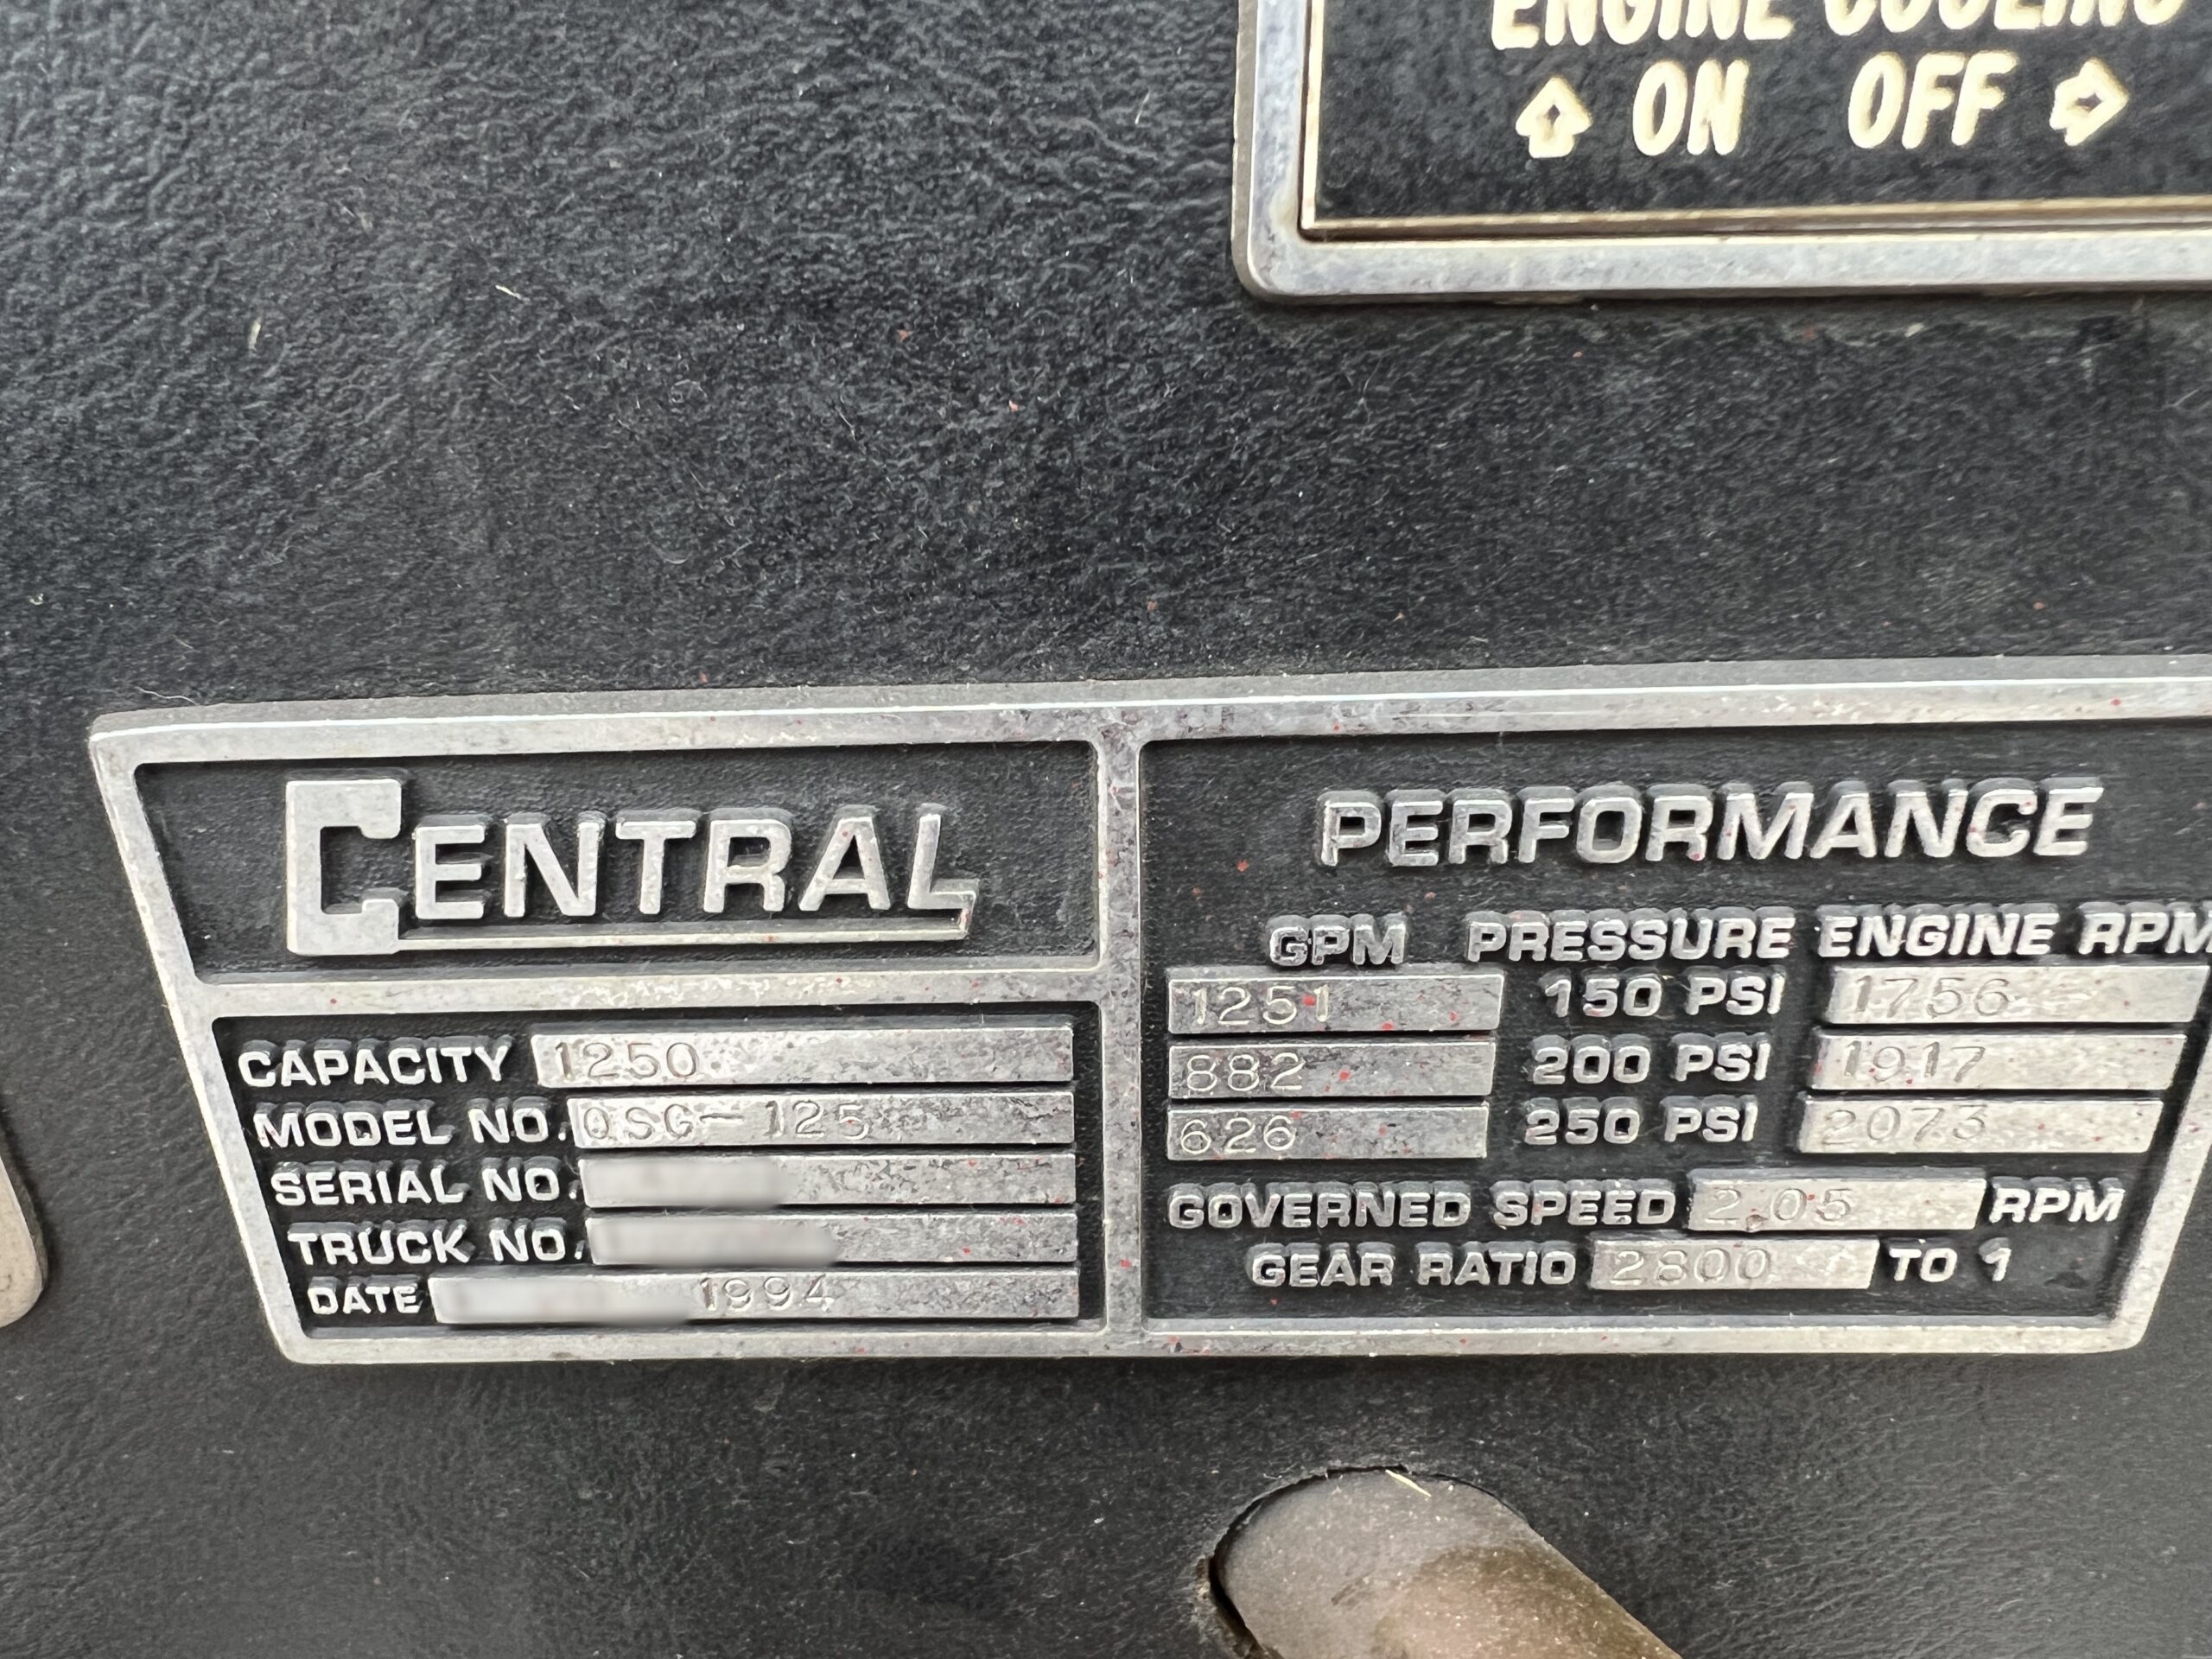 ENGINE COOLING
ON OFF
CENTRAL
CAPACITY 1250
MODEL NO. QSG-125
SERIAL NO.
TRUCK NO.
DATE 1994
PERFORMANCE
GPM PRESSURE ENGINE RPM
1251 150 PSI 1756
882 200 PSI 1917
626 250 PSI 2073
GOVERNED SPEED 2.05 RPM
GEAR RATIO 2800 TO 1